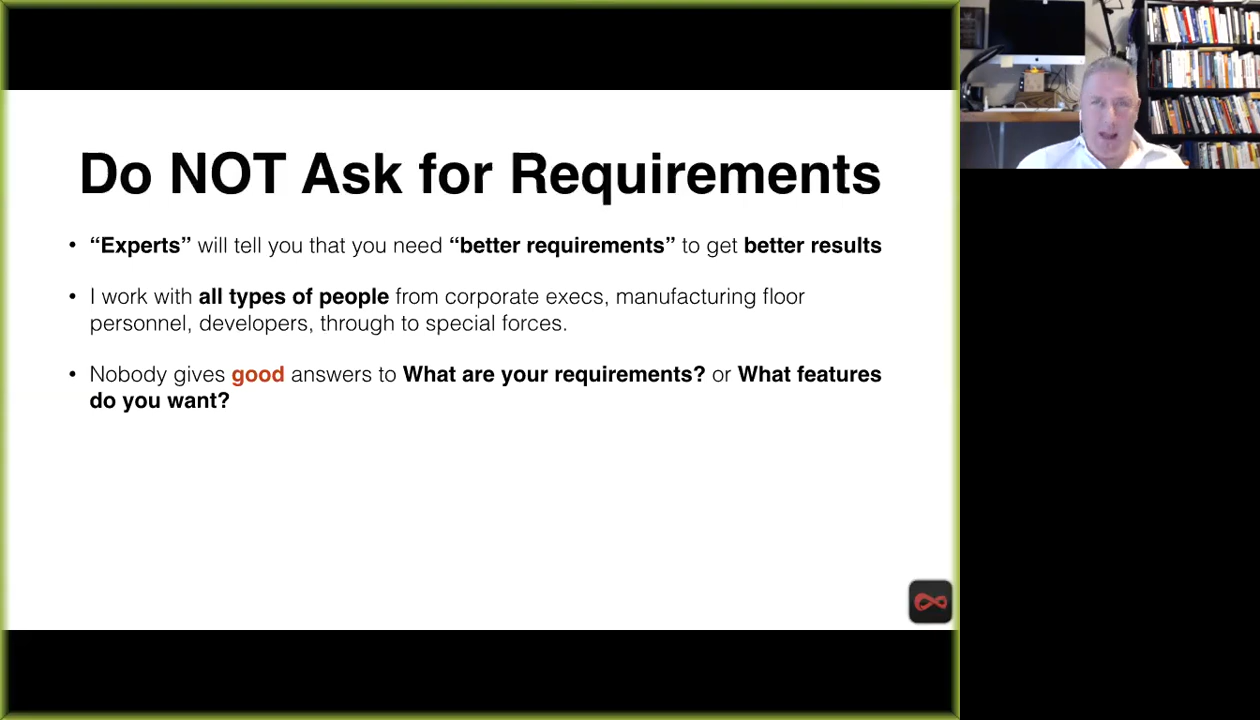 Do NOT Ask for Requirements
• “Experts” will tell you that you need “better requirements” to get better results
• I work with all types of people from corporate execs, manufacturing floor
personnel, developers, through to special forces.
• Nobody gives good answers to What are your requirements? or What features
do you want?